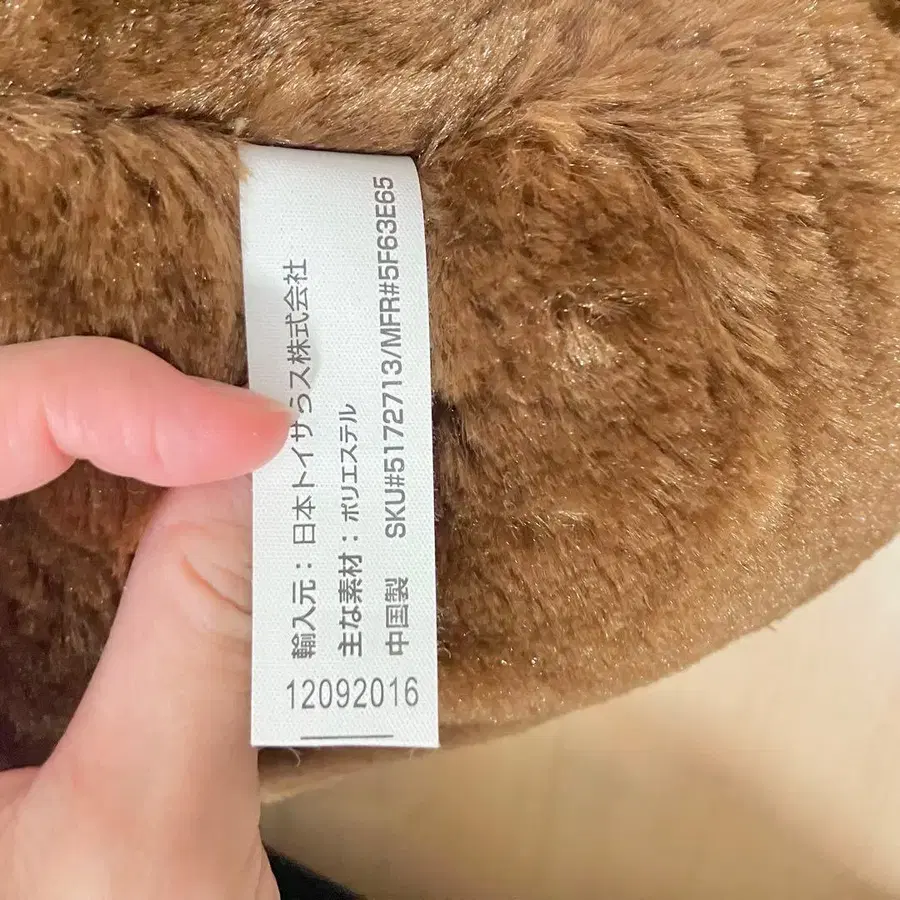 輸入元：日本トイザらス株式会社
主な素材：ポリエステル
中国製 SKU#5172713/MFR#5F63E65
12092016